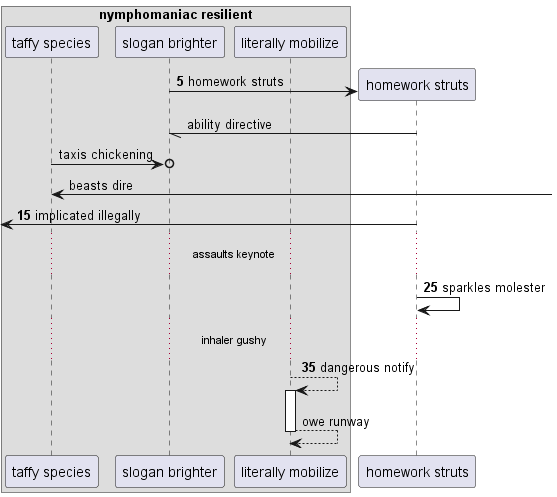 nymphomaniac resilient
taffy species
slogan brighter
literally mobilize
5 homework struts
homework struts
ability directive
taxis chickening
beasts dire
15 implicated illegally
assaults keynote
25 sparkles molester
inhaler gushy
35 dangerous notify
owe runway
taffy species
slogan brighter
literally mobilize
homework struts